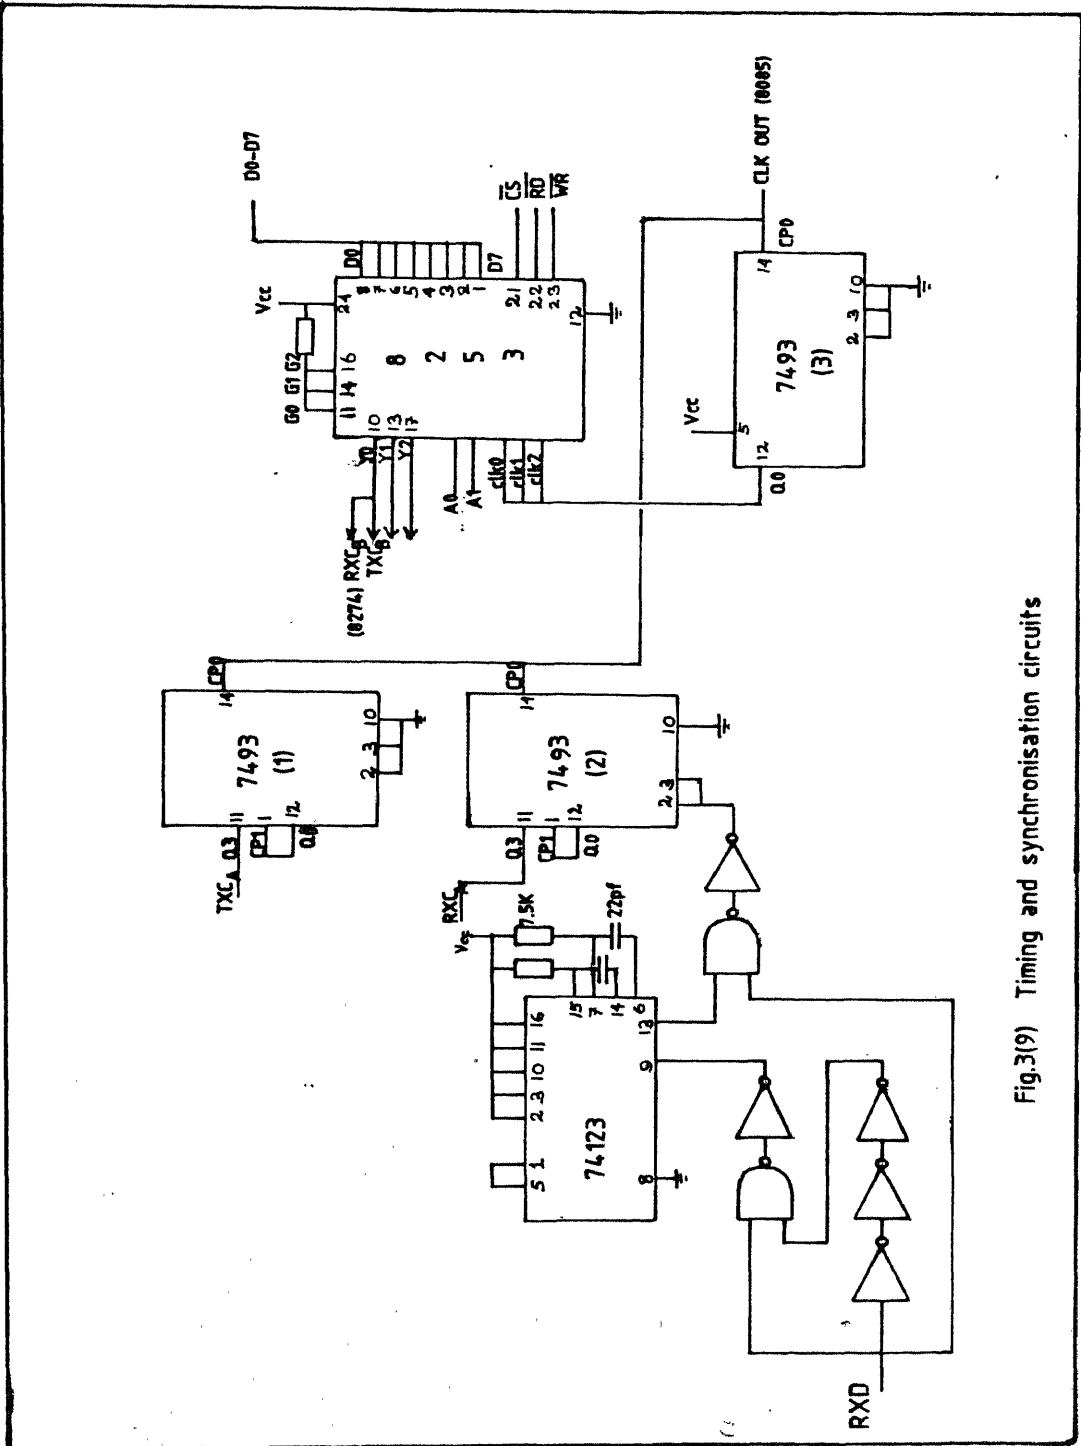 TXCA
Q3
11
CP1
1
12
Q0
7493
(1)
14
CP0
2
3
10
RXCA
Q3
11
CP1
1
12
Q0
7493
(2)
14
CP0
2
3
10
Vcc
7.5K
22pf
5
1
2
3
10
11
16
15
7
14
6
74123
8
9
12
RXD
G0
G1
G2
Vcc
11
14
16
24
(8274) RXCB
TXCB
Y0
10
Y1
13
Y2
17
A0
A1
clk0
clk1
clk2
8
2
5
3
D0-D7
D0
8
7
6
5
4
3
2
1
D7
21
CS
22
RD
23
WR
12
Vcc
5
12
Q0
7493
(3)
14
CP0
CLK OUT (8085)
2
3
10
Fig.3(9) Timing and synchronisation circuits